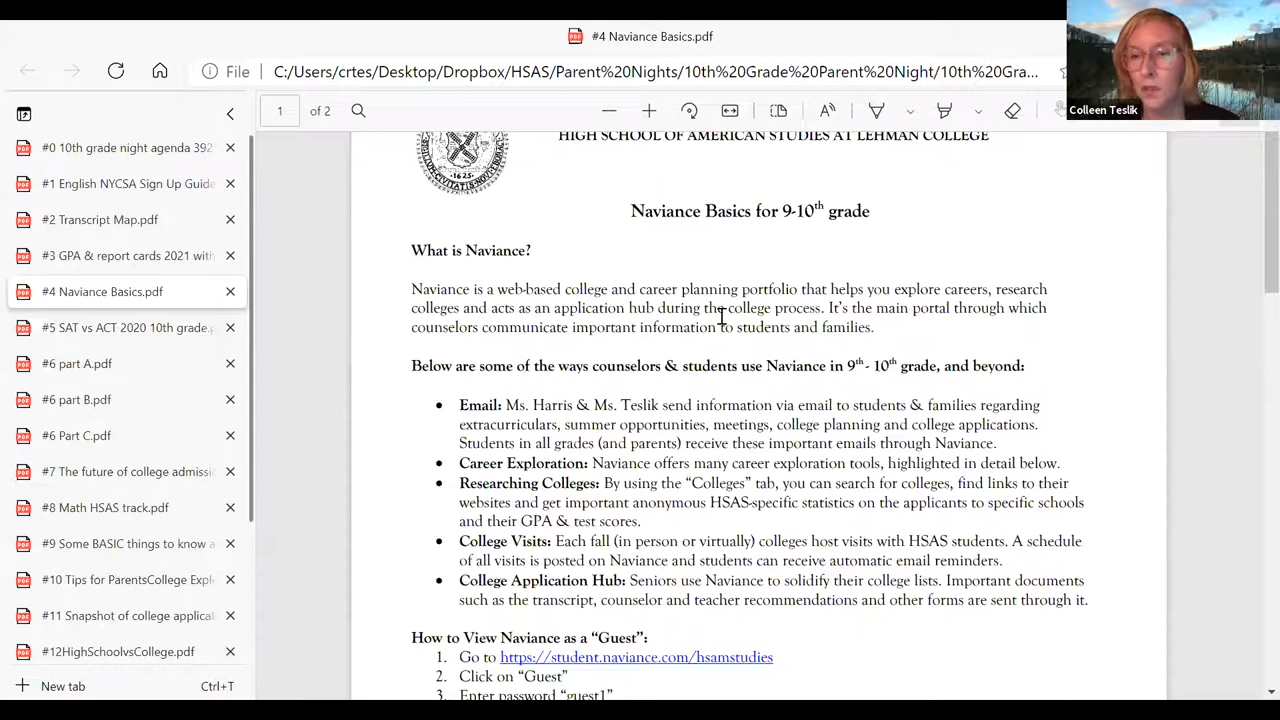 #4 Naviance Basics.pdf
File C:/Users/crtes/Desktop/Dropbox/HSAS/Parent%20Nights/10th%20Grade%20Parent%20Night/10th%20Gra...
Colleen Teslik
1 of 2
#0 10th grade night agenda 392
#1 English NYCSA Sign Up Guide
#2 Transcript Map.pdf
#3 GPA & report cards 2021 with
#4 Naviance Basics.pdf
#5 SAT vs ACT 2020 10th grade.p
#6 part A.pdf
#6 part B.pdf
#6 Part C.pdf
#7 The future of college admissi
#8 Math HSAS track.pdf
#9 Some BASIC things to know a
#10 Tips for ParentsCollege Expl
#11 Snapshot of college applicat
#12HighSchoolvsCollege.pdf
New tab Ctrl+T
HIGH SCHOOL OF AMERICAN STUDIES AT LEHMAN COLLEGE
1625
Naviance Basics for 9-10th grade
What is Naviance?
Naviance is a web-based college and career planning portfolio that helps you explore careers, research
colleges and acts as an application hub during the college process. It's the main portal through which
counselors communicate important information to students and families.
Below are some of the ways counselors & students use Naviance in 9th - 10th grade, and beyond:
• Email: Ms. Harris & Ms. Teslik send information via email to students & families regarding
extracurriculars, summer opportunities, meetings, college planning and college applications.
Students in all grades (and parents) receive these important emails through Naviance.
• Career Exploration: Naviance offers many career exploration tools, highlighted in detail below.
• Researching Colleges: By using the “Colleges” tab, you can search for colleges, find links to their
websites and get important anonymous HSAS-specific statistics on the applicants to specific schools
and their GPA & test scores.
• College Visits: Each fall (in person or virtually) colleges host visits with HSAS students. A schedule
of all visits is posted on Naviance and students can receive automatic email reminders.
• College Application Hub: Seniors use Naviance to solidify their college lists. Important documents
such as the transcript, counselor and teacher recommendations and other forms are sent through it.
How to View Naviance as a “Guest”:
1. Go to https://student.naviance.com/hsamstudies
2. Click on “Guest”
3. Enter password “guest1”